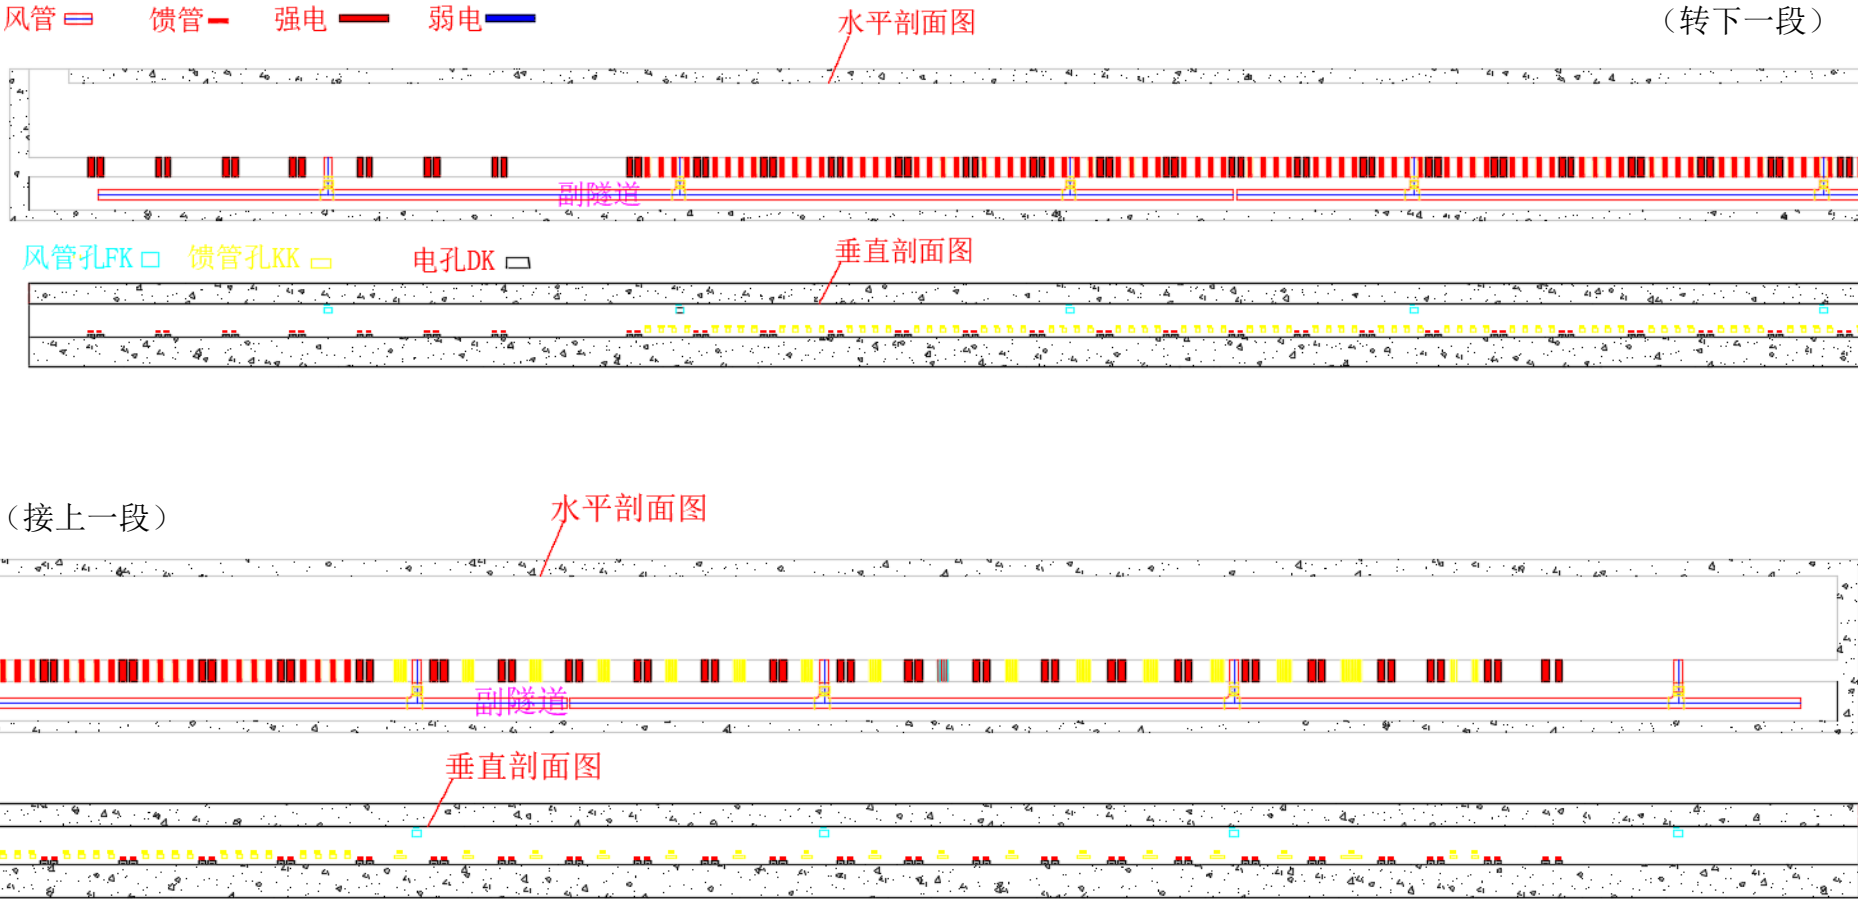 风管 馈管 强电 弱电
水平剖面图
（转下一段）
副隧道
风管孔FK 馈管孔KK 电孔DK
垂直剖面图
（接上一段）
水平剖面图
副隧道
垂直剖面图